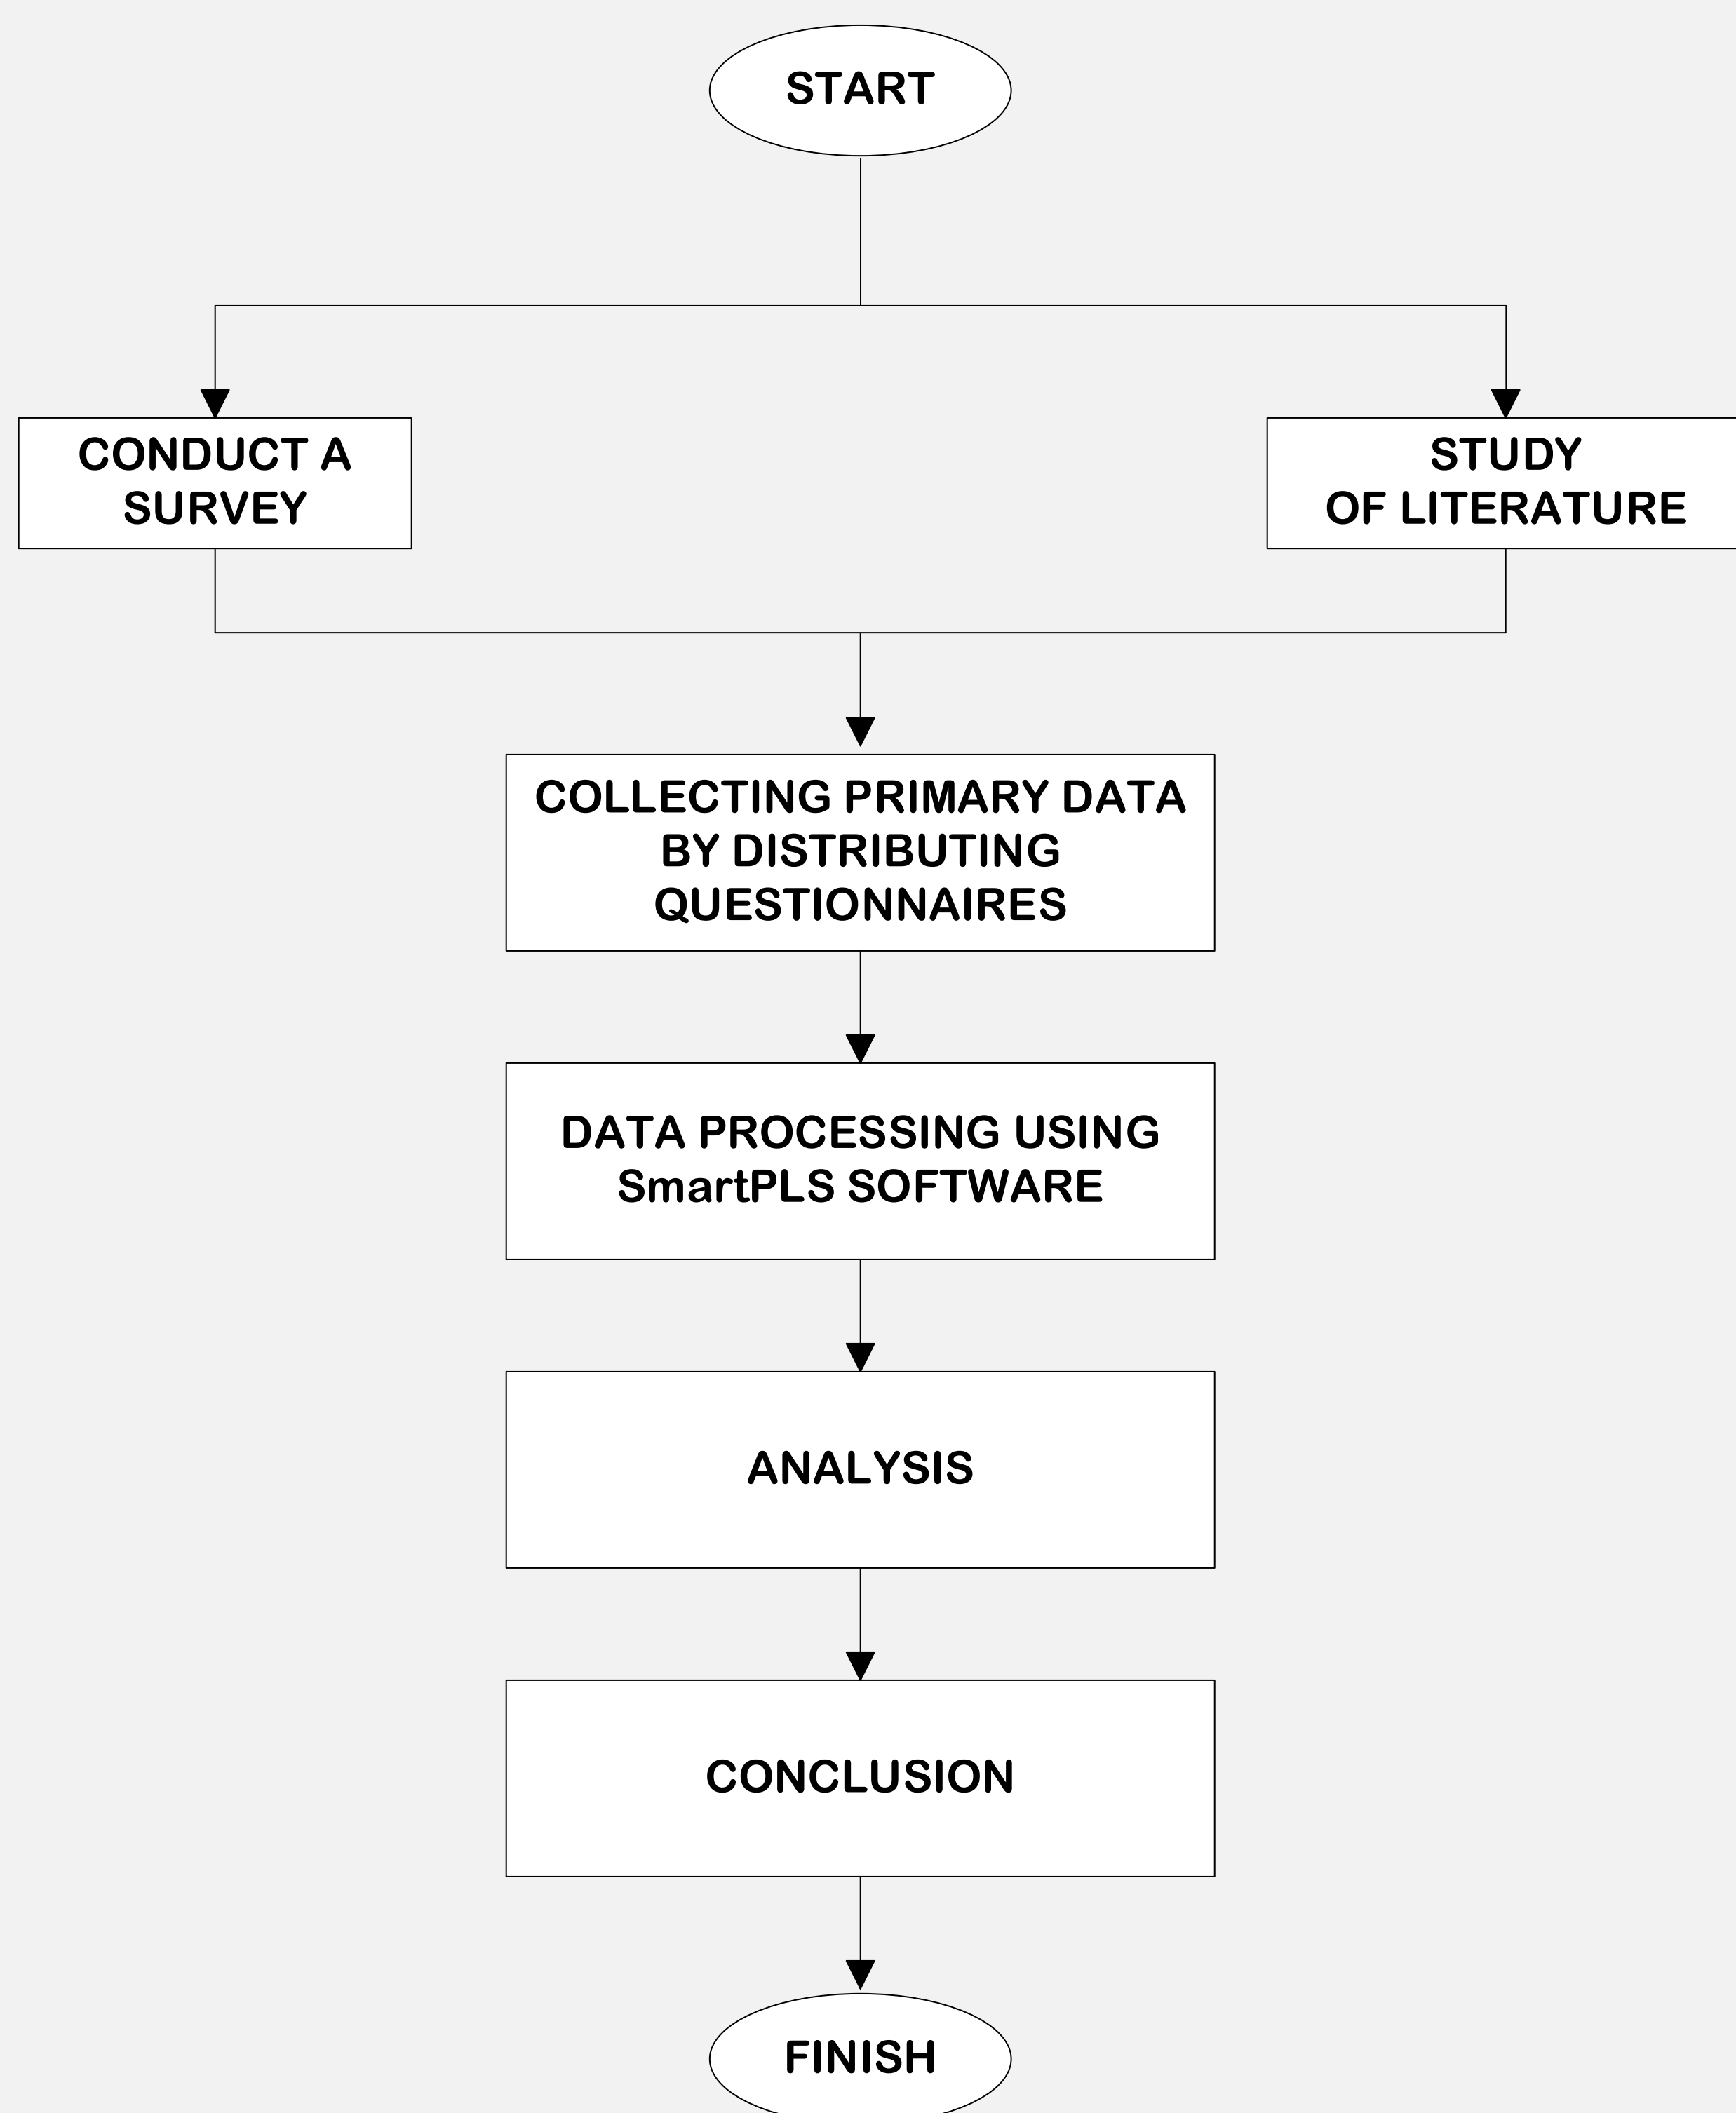 START
CONDUCT A
SURVEY
STUDY
OF LITERATURE
COLLECTING PRIMARY DATA
BY DISTRIBUTING
QUESTIONNAIRES
DATA PROCESSING USING
SmartPLS SOFTWARE
ANALYSIS
CONCLUSION
FINISH